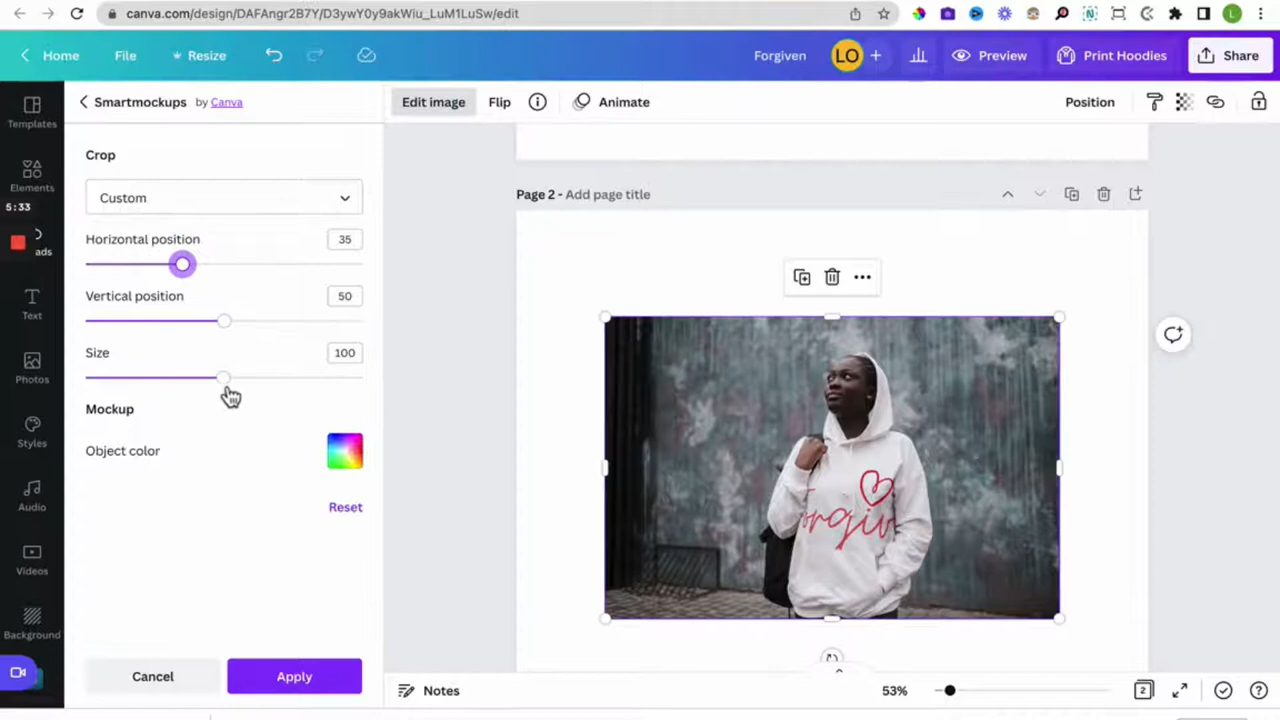 canva.com/design/DAFAngr2B7Y/D3ywY0y9akWiu_LuM1LuSw/edit
L
Home File Resize Forgiven LO + Preview Print Hoodies Share
Templates
Elements
5:33
ads
Text
Photos
Styles
Audio
Videos
Background
Smartmockups by Canva
Crop
Custom
Horizontal position 35
Vertical position 50
Size 100
Mockup
Object color
Reset
Cancel Apply
Edit image Flip Animate Position
Page 2 - Add page title
Notes 53% 2